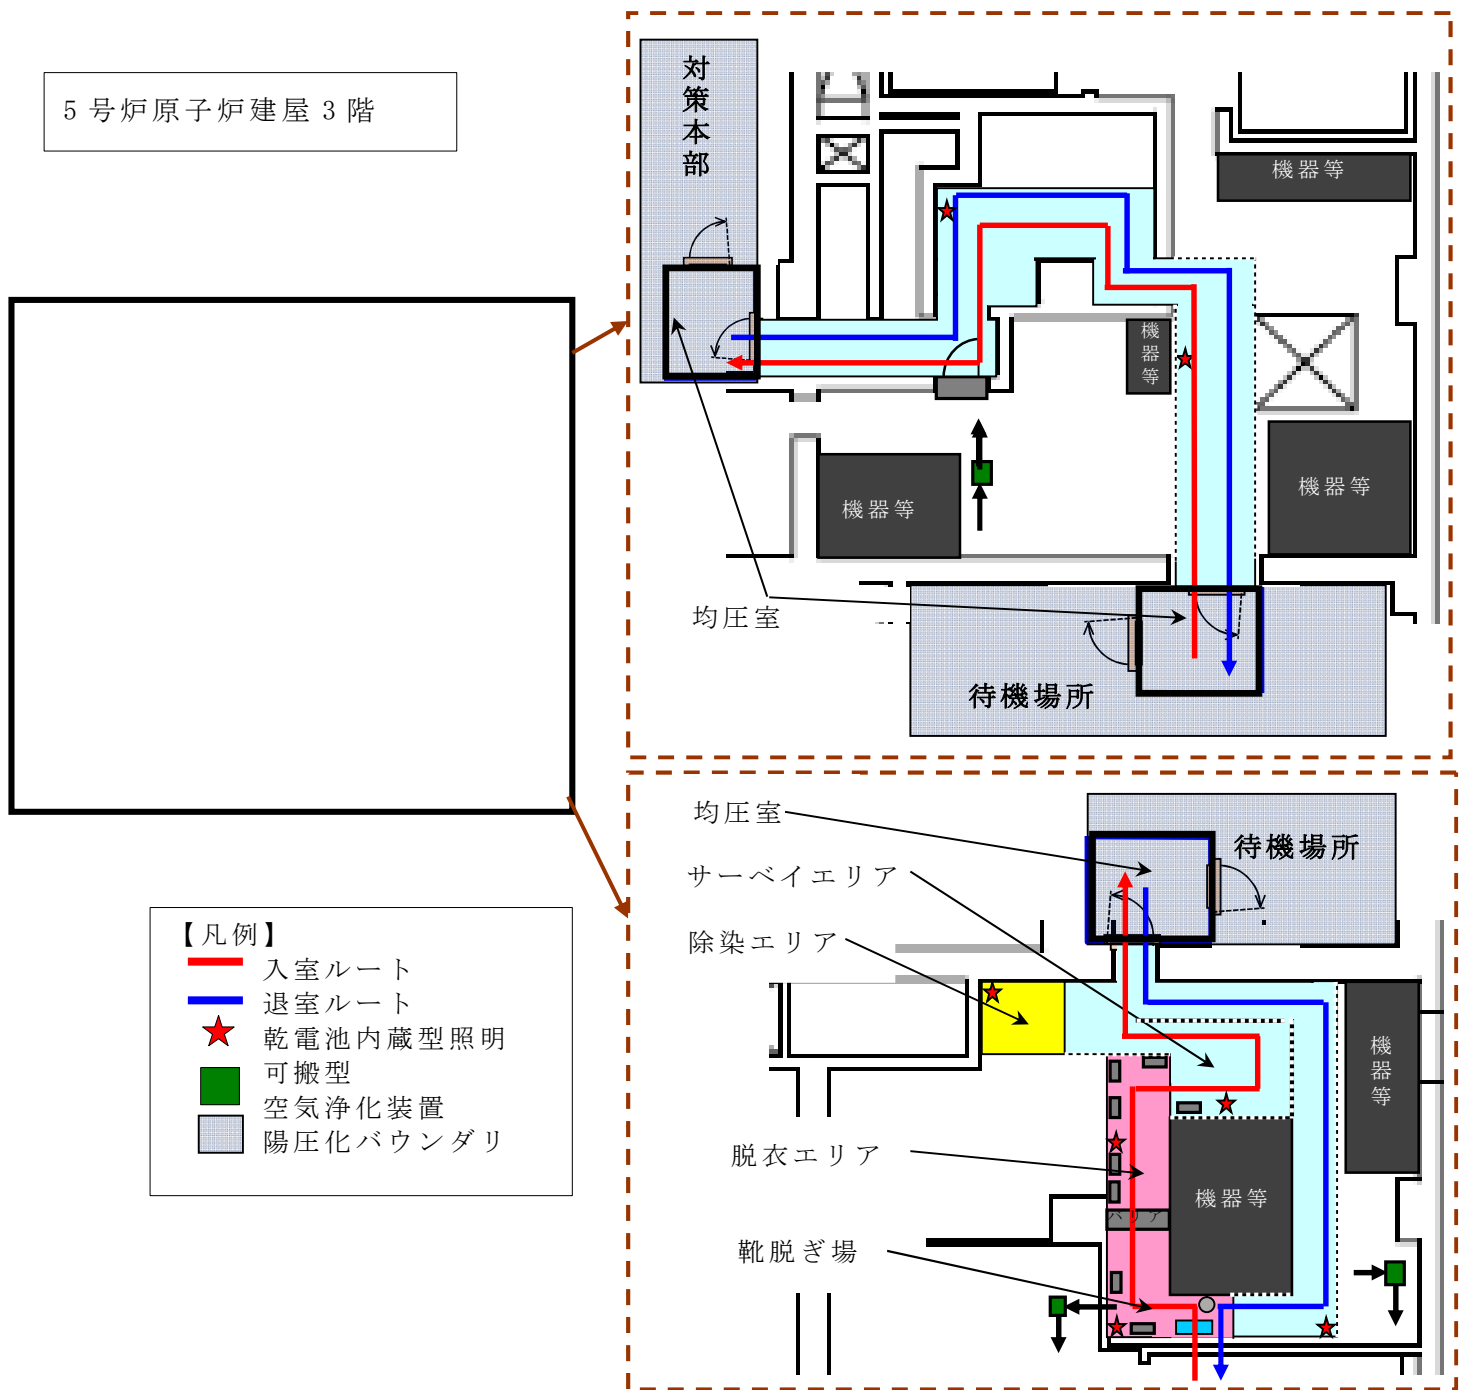 5号炉原子炉建屋3階
対策本部
機器等
機器等
機器等
機器等
均圧室
待機場所
均圧室
待機場所
サーベイエリア
除染エリア
機器等
脱衣エリア
機器等
バリア
靴脱ぎ場
【凡例】
入室ルート
退室ルート
乾電池内蔵型照明
可搬型
空気浄化装置
陽圧化バウンダリ